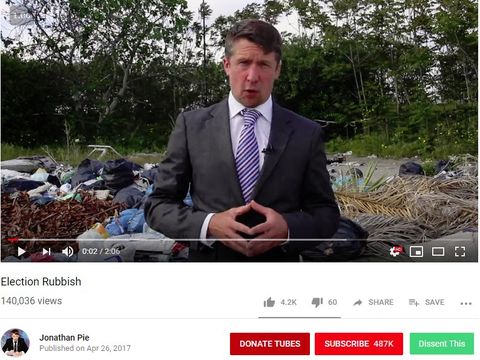 0:02 / 2:06
Election Rubbish
140,036 views
4.2K
60
SHARE
SAVE
Jonathan Pie
Published on Apr 26, 2017
DONATE TUBES
SUBSCRIBE 487K
Dissent This